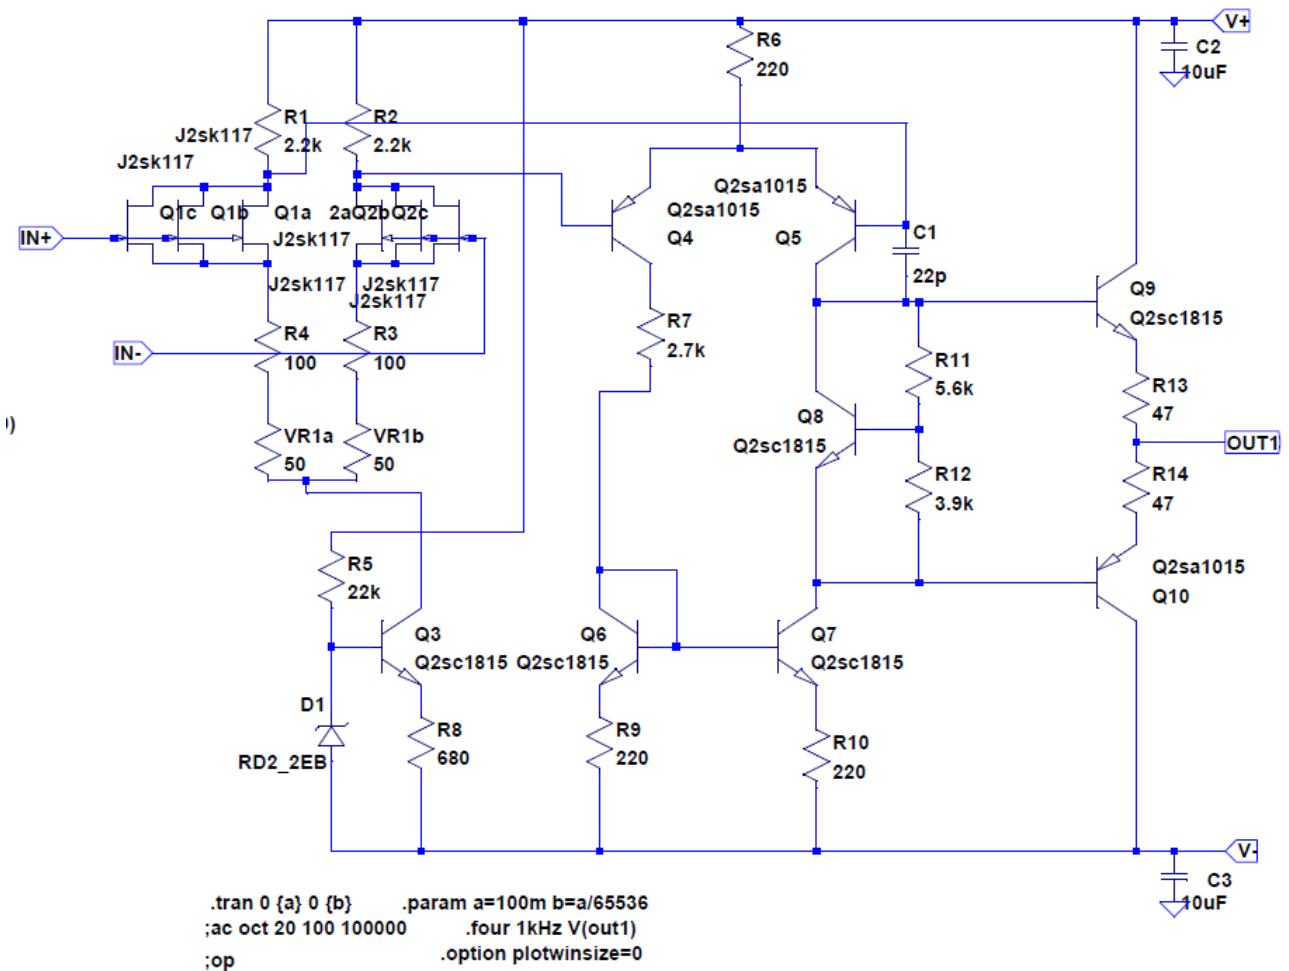 V+
C2
10uF
R6
220
R1
2.2k
R2
2.2k
J2sk117
J2sk117
Q1c
Q1b
Q1a
2a
Q2b
Q2c
J2sk117
J2sk117
J2sk117
J2sk117
IN+
IN-
Q2sa1015
Q4
Q2sa1015
Q5
C1
22p
R7
2.7k
R4
100
R3
100
Q9
Q2sc1815
R11
5.6k
R13
47
OUT1
)
VR1a
50
VR1b
50
Q8
Q2sc1815
R12
3.9k
R14
47
R5
22k
Q2sa1015
Q10
Q3
Q2sc1815
Q6
Q2sc1815
Q7
Q2sc1815
D1
RD2_2EB
R8
680
R9
220
R10
220
V-
C3
10uF
.tran 0 {a} 0 {b}
.param a=100m b=a/65536
;ac oct 20 100 100000
.four 1kHz V(out1)
;op
.option plotwinsize=0